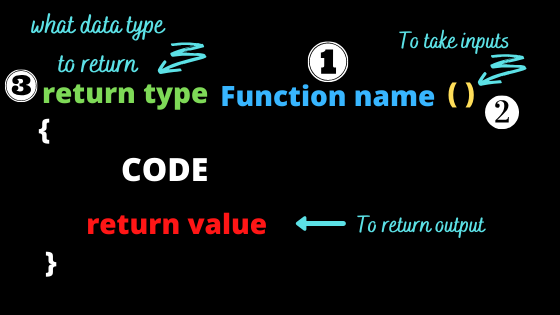 what data type
to return
To take inputs
1
3 return type Function name ( ) 2
{
CODE
return value To return output
}